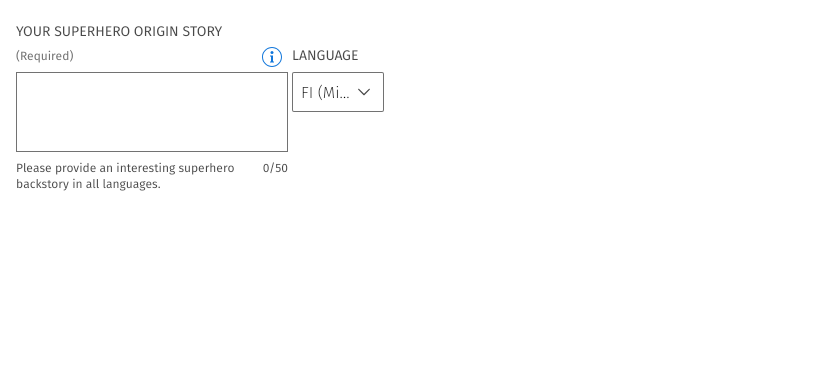 YOUR SUPERHERO ORIGIN STORY
(Required)
LANGUAGE
FI (Mi...
Please provide an interesting superhero
backstory in all languages.
0/50